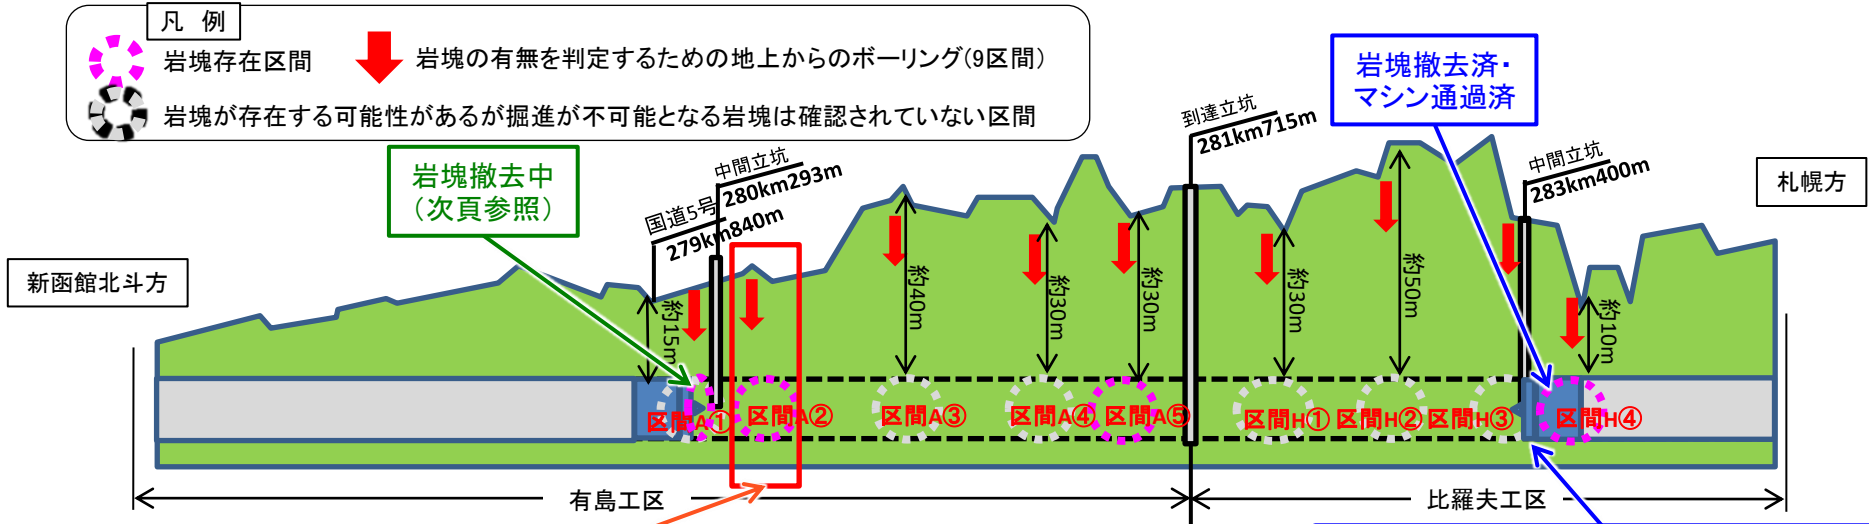 凡 例
岩塊存在区間
岩塊の有無を判定するための地上からのボーリング(9区間)
岩塊が存在する可能性があるが掘進が不可能となる岩塊は確認されていない区間
岩塊撤去済・
マシン通過済
到達立坑
281km715m
中間立坑
283km400m
札幌方
岩塊撤去中
(次頁参照)
中間立坑
280km293m
国道5号
279km840m
新函館北斗方
約15m
約40m
約30m
約30m
約30m
約50m
約10m
区間A①
区間A②
区間A③
区間A④
区間A⑤
区間H①
区間H②
区間H③
区間H④
有島工区
比羅夫工区